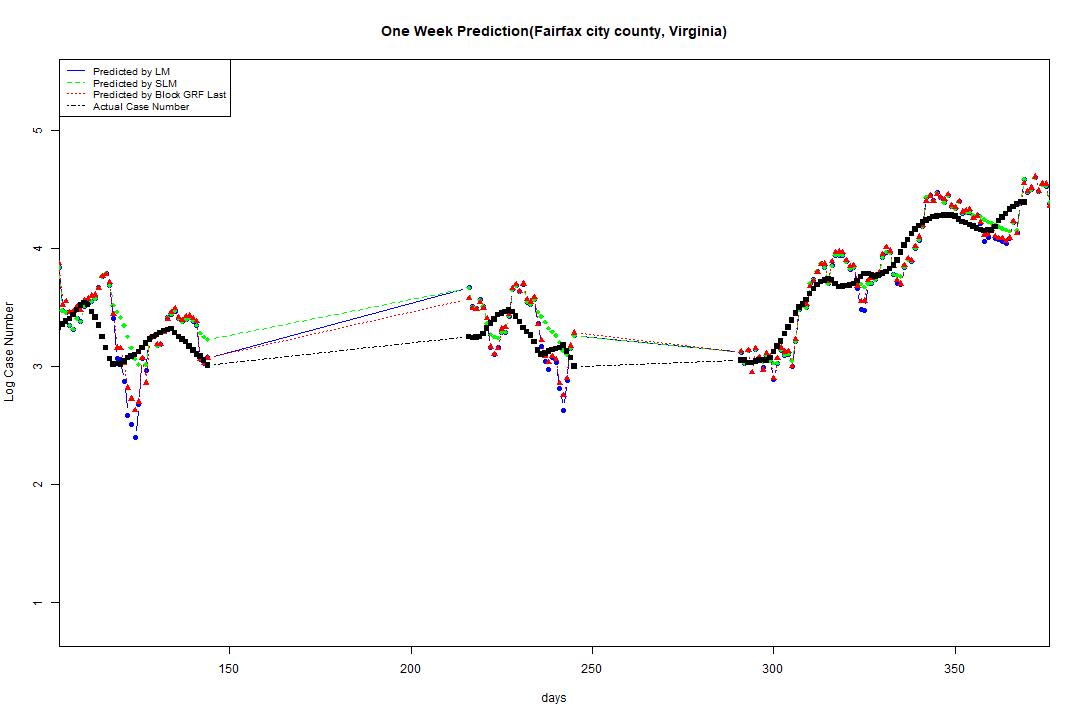 One Week Prediction(Fairfax city county, Virginia)
Predicted by LM
Predicted by SLM
Predicted by Block GRF Last
Actual Case Number
Log Case Number
5
4
3
2
1
150 200 250 300 350
days